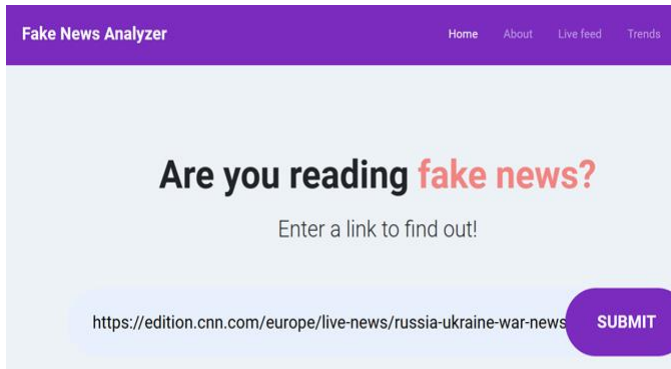 Fake News Analyzer Home About Live feed Trends
Are you reading fake news?
Enter a link to find out!
https://edition.cnn.com/europe/live-news/russia-ukraine-war-news SUBMIT